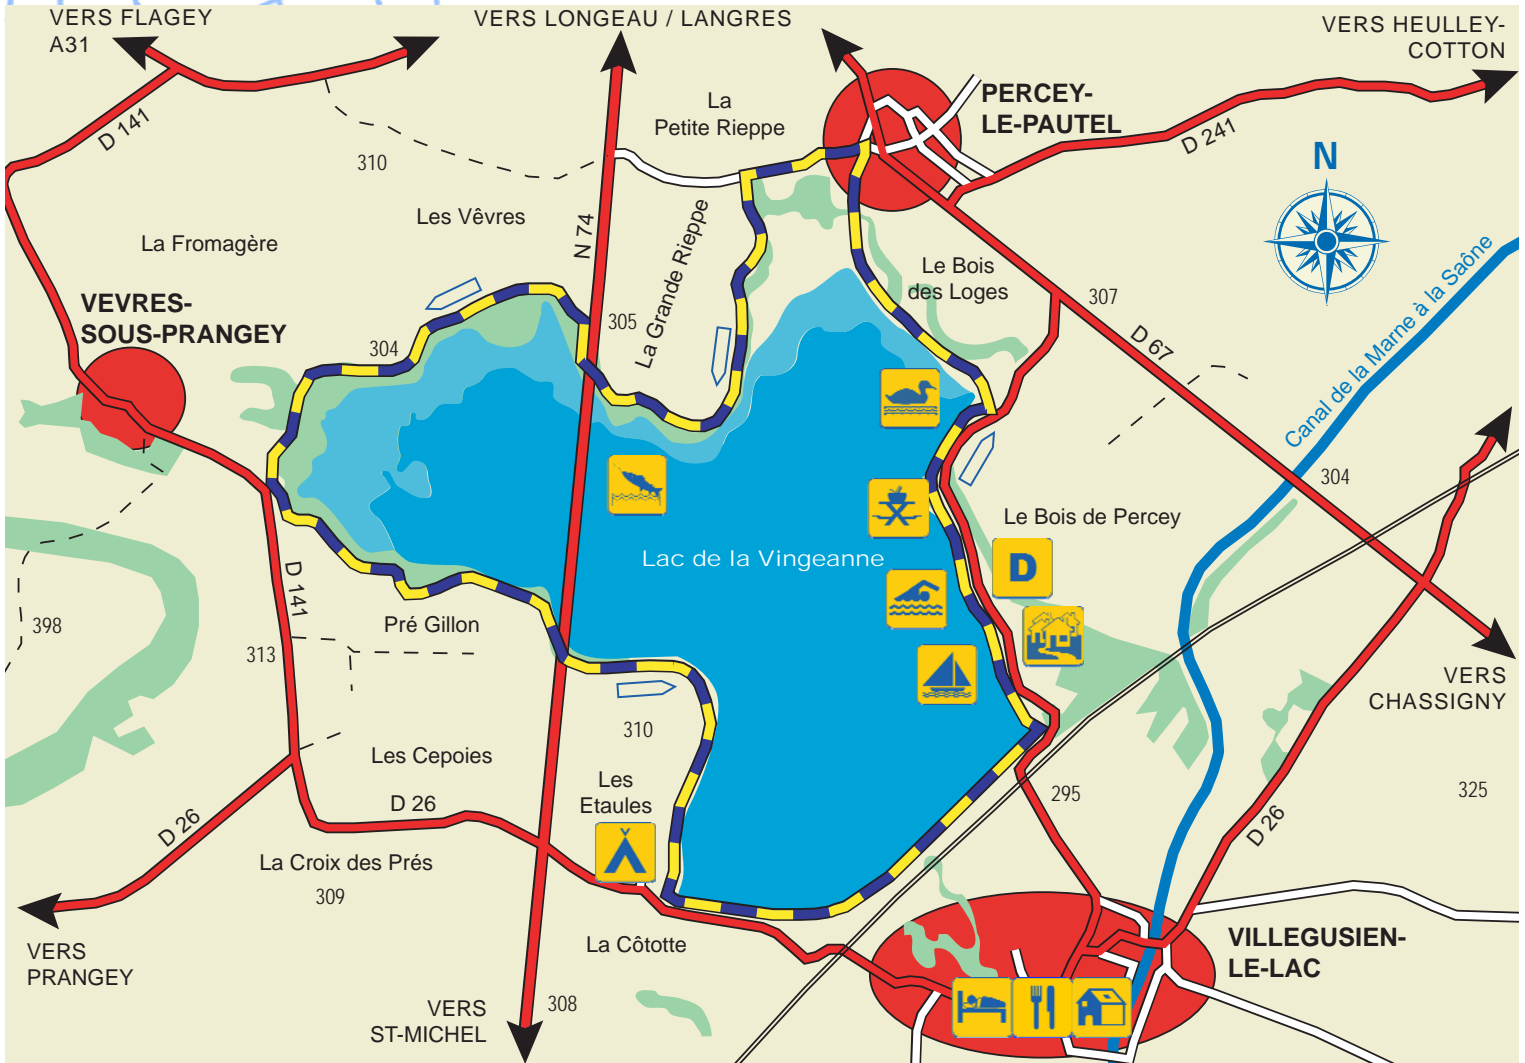 VERS FLAGEY
A31
VERS LONGEAU / LANGRES
VERS HEULLEY-
COTTON
PERCEY-
LE-PAUTEL
La
Petite Rieppe
D 141
D 241
310
N
Les Vêvres
La Fromagère
N 74
La Grande Rieppe
Le Bois
des Loges
Canal de la Marne à la Saône
VEVRES-
SOUS-PRANGEY
305
307
304
D 67
304
Le Bois de Percey
Lac de la Vingeanne
D
D 141
Pré Gillon
398
313
VERS
CHASSIGNY
310
Les Cepoies
Les
Etaules
295
325
D 26
D 26
D 26
La Croix des Prés
309
VERS
PRANGEY
La Côtotte
VILLEGUSIEN-
LE-LAC
VERS
ST-MICHEL
308